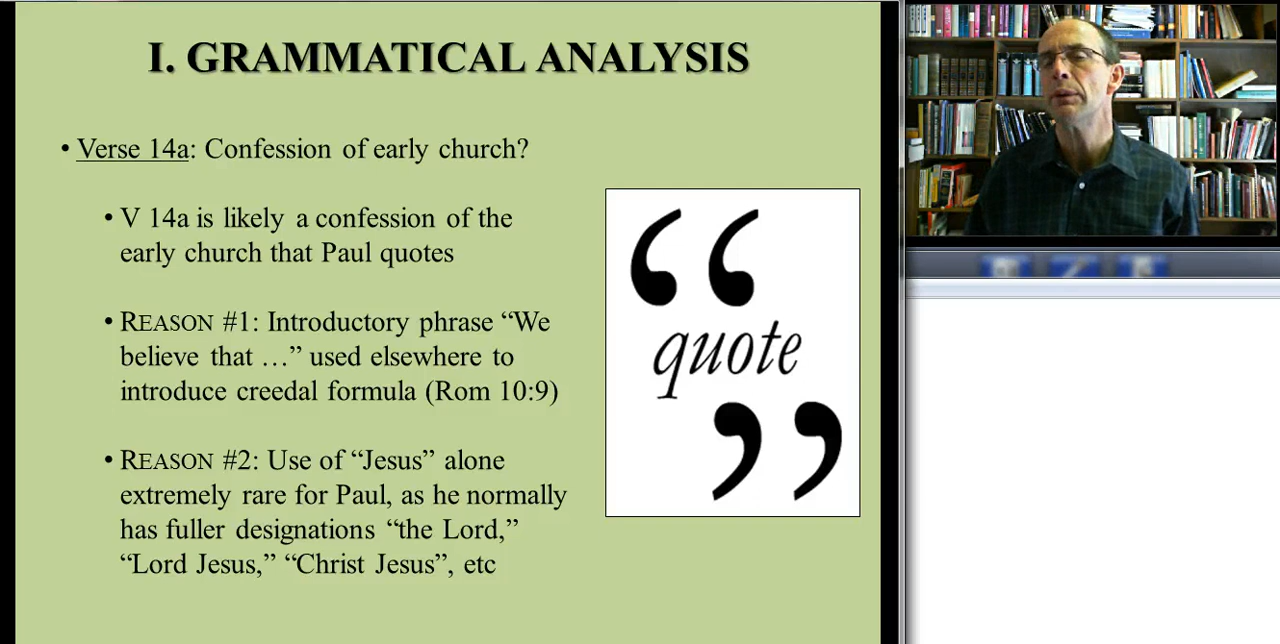 I. GRAMMATICAL ANALYSIS
• Verse 14a: Confession of early church?
• V 14a is likely a confession of the
early church that Paul quotes
• REASON #1: Introductory phrase “We
believe that …” used elsewhere to
introduce creedal formula (Rom 10:9)
• REASON #2: Use of “Jesus” alone
extremely rare for Paul, as he normally
has fuller designations “the Lord,”
“Lord Jesus,” “Christ Jesus”, etc
“
quote
”